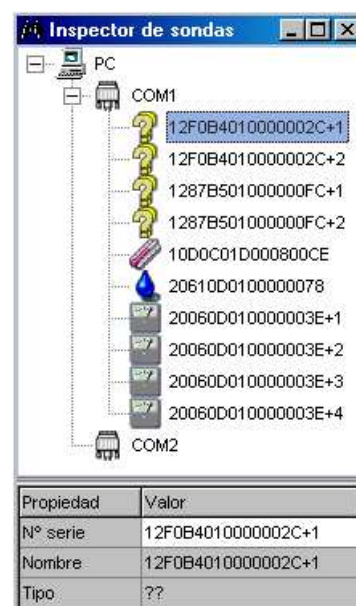 Inspector de sondas
PC
COM1
12F0B4010000002C+1
12F0B4010000002C+2
1287B501000000FC+1
1287B501000000FC+2
10D0C01D000800CE
20610D0100000078
20060D010000003E+1
20060D010000003E+2
20060D010000003E+3
20060D010000003E+4
COM2
Propiedad Valor
Nº serie 12F0B4010000002C+1
Nombre 12F0B4010000002C+1
Tipo ??